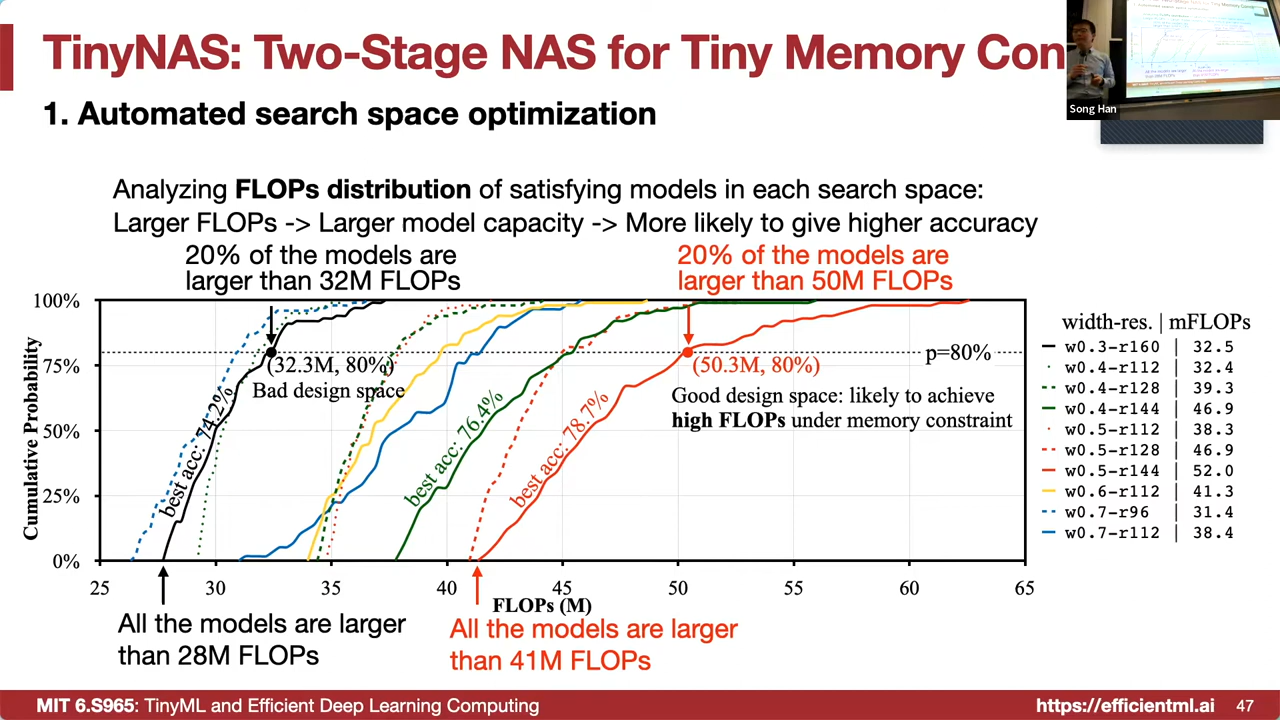 TinyNAS: Two-Stage NAS for Tiny Memory Con
Song Han
1. Automated search space optimization
Analyzing FLOPs distribution of satisfying models in each search space:
Larger FLOPs -> Larger model capacity -> More likely to give higher accuracy
20% of the models are
larger than 32M FLOPs
20% of the models are
larger than 50M FLOPs
Cumulative Probability
100%
75%
50%
25%
0%
p=80%
(32.3M, 80%)
Bad design space
(50.3M, 80%)
Good design space: likely to achieve
high FLOPs under memory constraint
best acc: 74.2%
best acc: 76.4%
best acc: 78.7%
25 30 35 40 45 50 55 60 65
FLOPs (M)
width-res. | mFLOPs
w0.3-r160 | 32.5
w0.4-r112 | 32.4
w0.4-r128 | 39.3
w0.4-r144 | 46.9
w0.5-r112 | 38.3
w0.5-r128 | 46.9
w0.5-r144 | 52.0
w0.6-r112 | 41.3
w0.7-r96 | 31.4
w0.7-r112 | 38.4
All the models are larger
than 28M FLOPs
All the models are larger
than 41M FLOPs
MIT 6.S965: TinyML and Efficient Deep Learning Computing
https://efficientml.ai
47